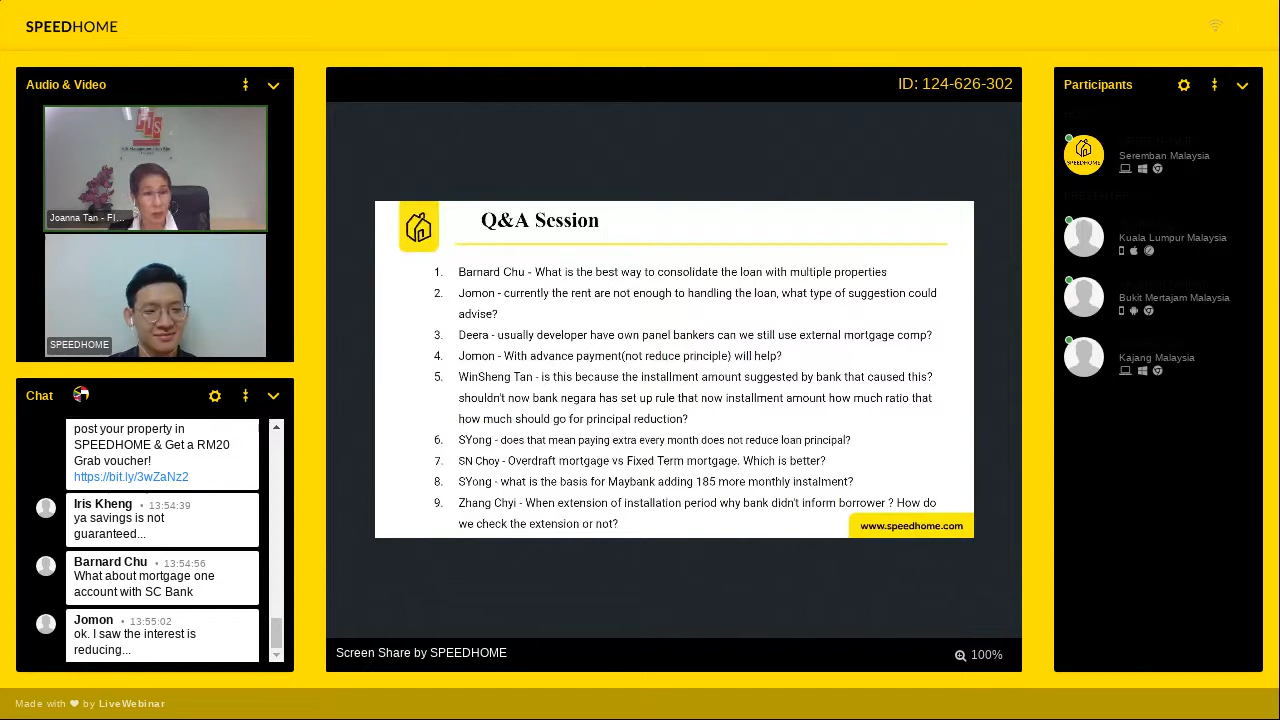 SPEEDHOME
Audio & Video
Joanna Tan - Fi...
SPEEDHOME
Chat
post your property in
SPEEDHOME & Get a RM20
Grab voucher!
https://bit.ly/3wZaNz2
Iris Kheng • 13:54:39
ya savings is not
guaranteed...
Barnard Chu • 13:54:56
What about mortgage one
account with SC Bank
Jomon • 13:55:02
ok. I saw the interest is
reducing...
ID: 124-626-302
Q&A Session
1. Barnard Chu - What is the best way to consolidate the loan with multiple properties
2. Jomon - currently the rent are not enough to handling the loan, what type of suggestion could
advise?
3. Deera - usually developer have own panel bankers can we still use external mortgage comp?
4. Jomon - With advance payment(not reduce principle) will help?
5. WinSheng Tan - is this because the installment amount suggested by bank that caused this?
shouldn't now bank negara has set up rule that now installment amount how much ratio that
how much should go for principal reduction?
6. SYong - does that mean paying extra every month does not reduce loan principal?
7. SN Choy - Overdraft mortgage vs Fixed Term mortgage. Which is better?
8. SYong - what is the basis for Maybank adding 185 more monthly instalment?
9. Zhang Chyi - When extension of installation period why bank didn't inform borrower ? How do
we check the extension or not?
www.speedhome.com
Screen Share by SPEEDHOME
100%
Participants
SPEEDHOME
Seremban Malaysia
Kuala Lumpur Malaysia
Bukit Mertajam Malaysia
Kajang Malaysia
Made with ❤ by LiveWebinar